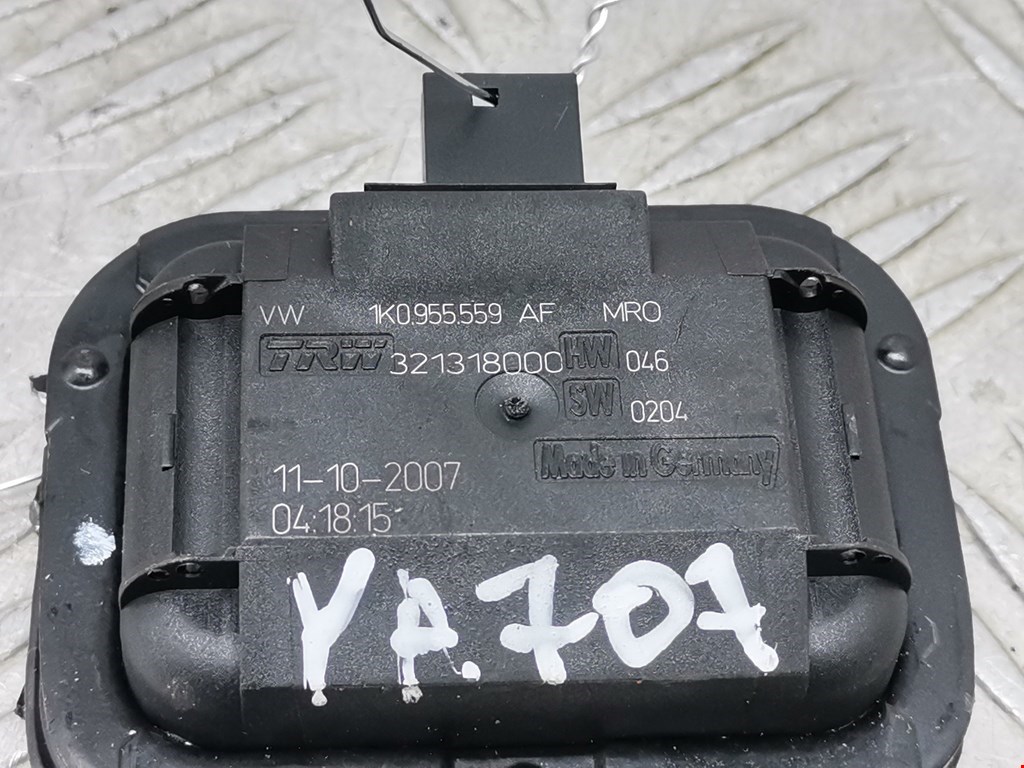 VW 1K0.955.559 AF MRO
TRW 321318000 HW 046
SW 0204
Made in Germany
11-10-2007
04:18:15
YA.707